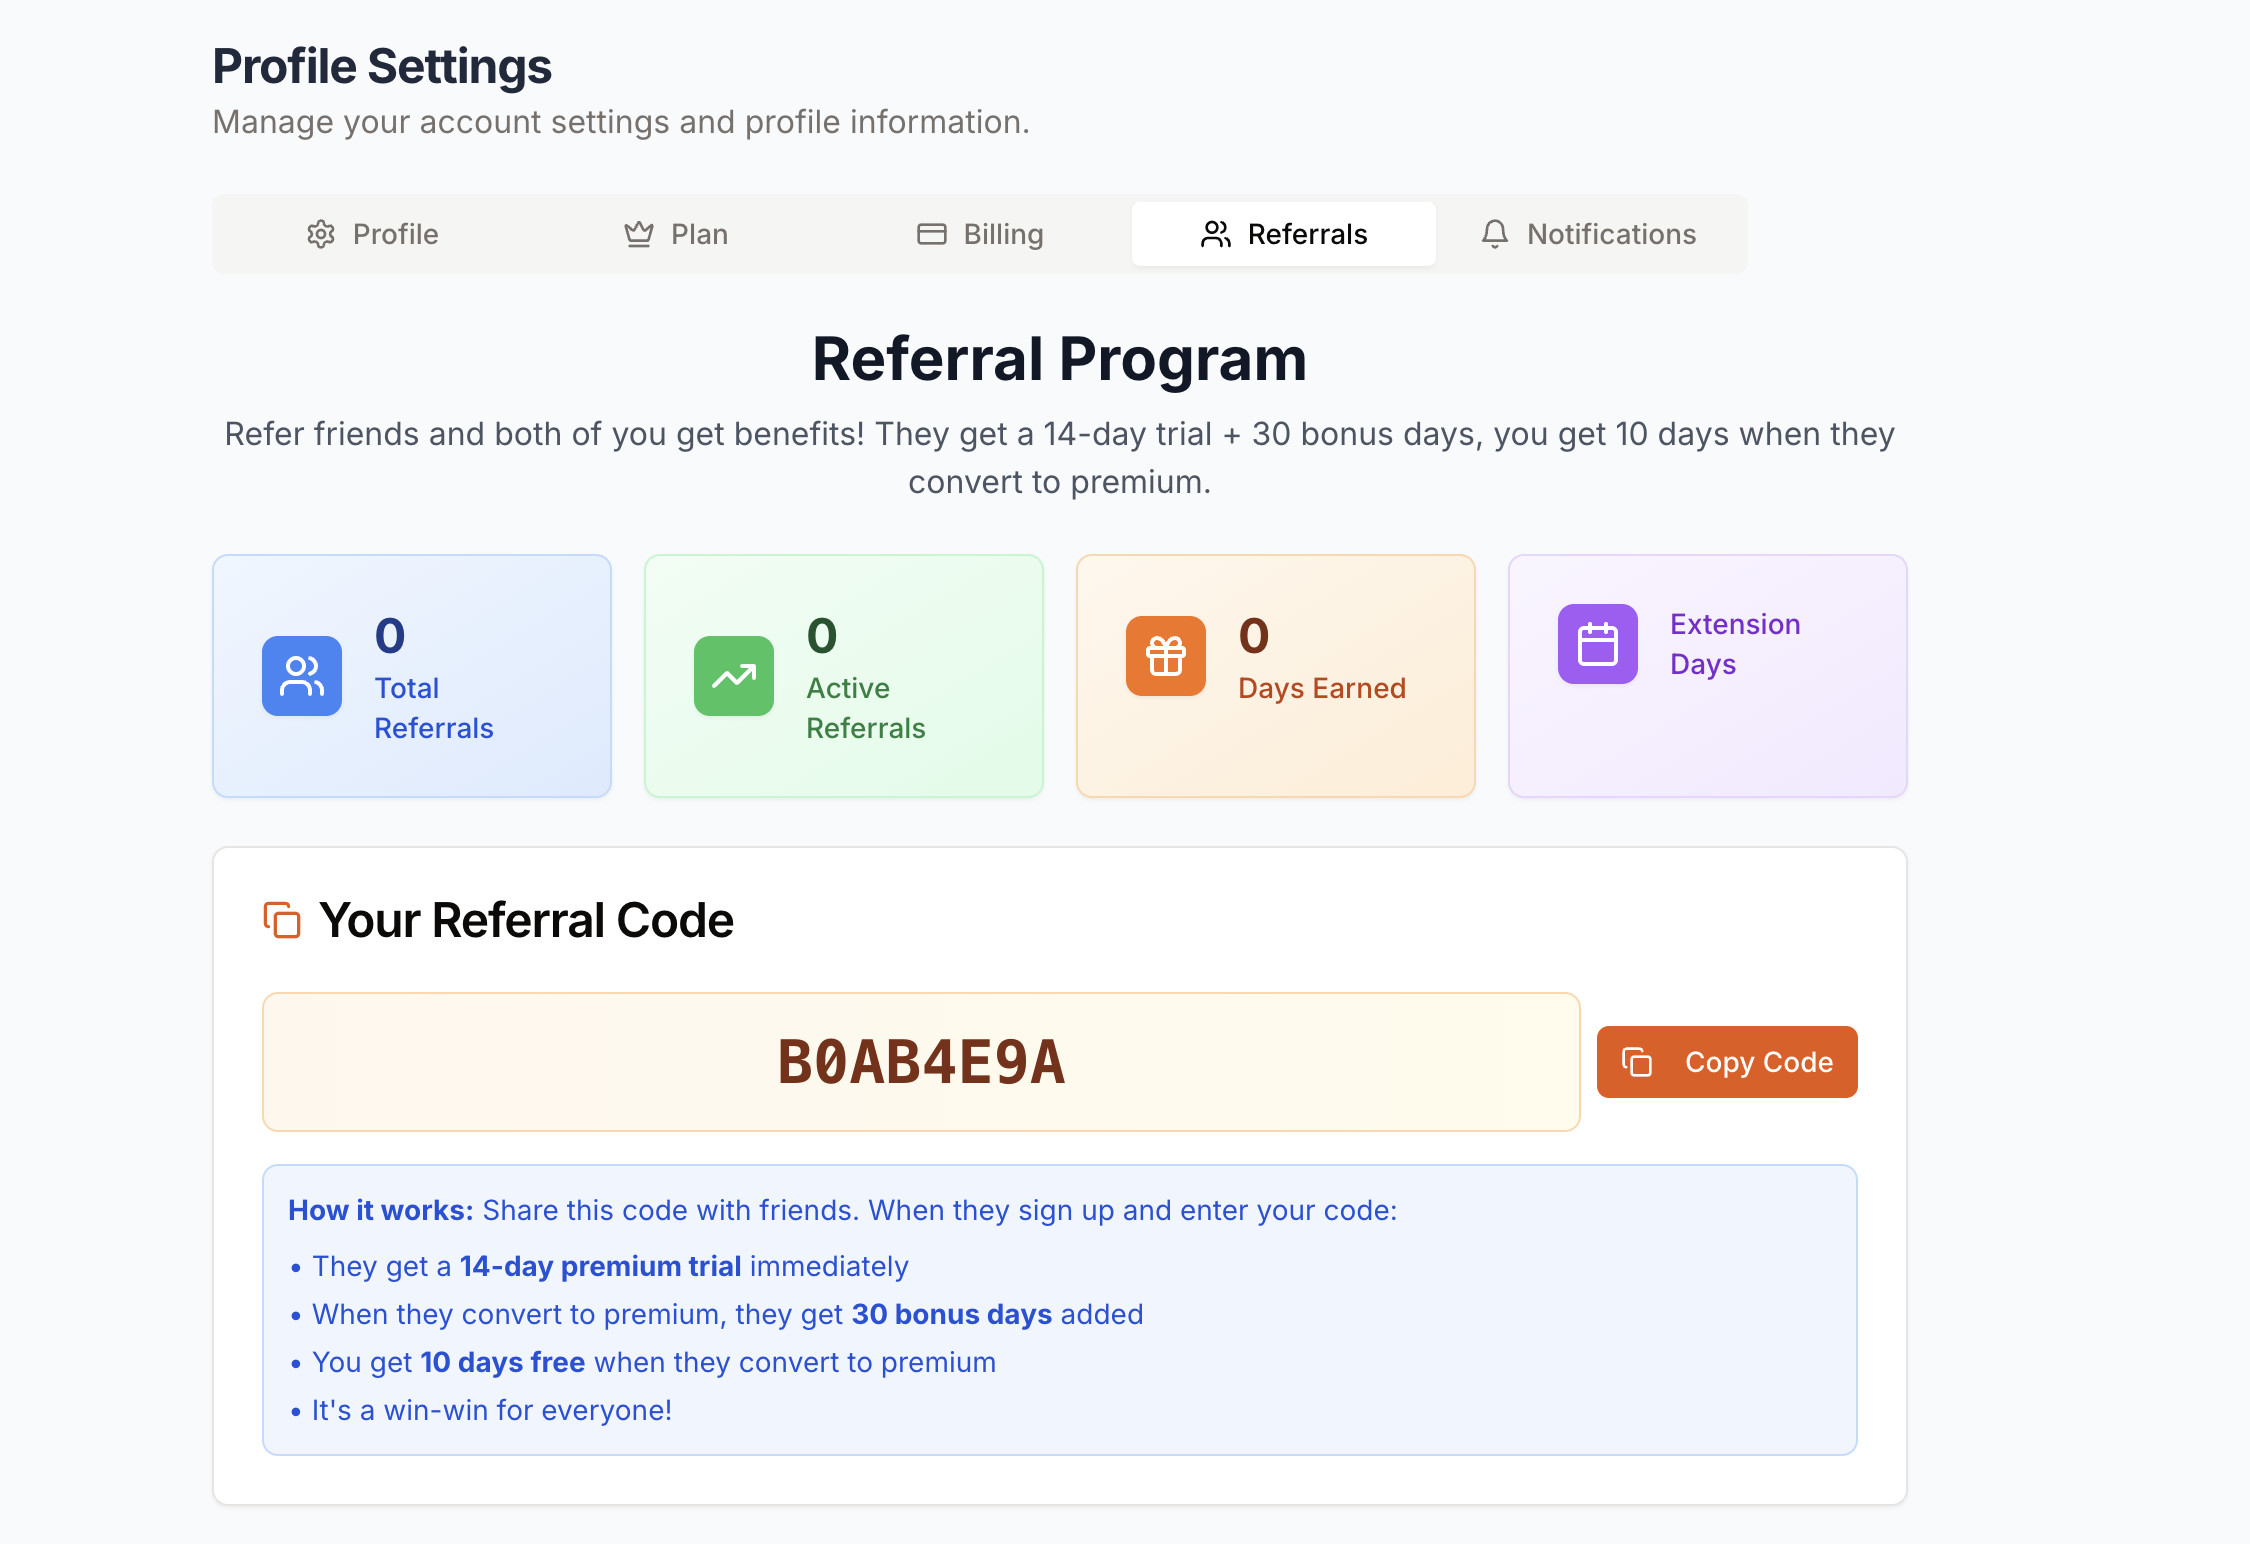 Profile Settings
Manage your account settings and profile information.
Profile
Plan
Billing
Referrals
Notifications
Referral Program
Refer friends and both of you get benefits! They get a 14-day trial + 30 bonus days, you get 10 days when they
convert to premium.
0
Total
Referrals
0
Active
Referrals
0
Days Earned
Extension
Days
Your Referral Code
B0AB4E9A
Copy Code
How it works: Share this code with friends. When they sign up and enter your code:
• They get a 14-day premium trial immediately
• When they convert to premium, they get 30 bonus days added
• You get 10 days free when they convert to premium
• It's a win-win for everyone!